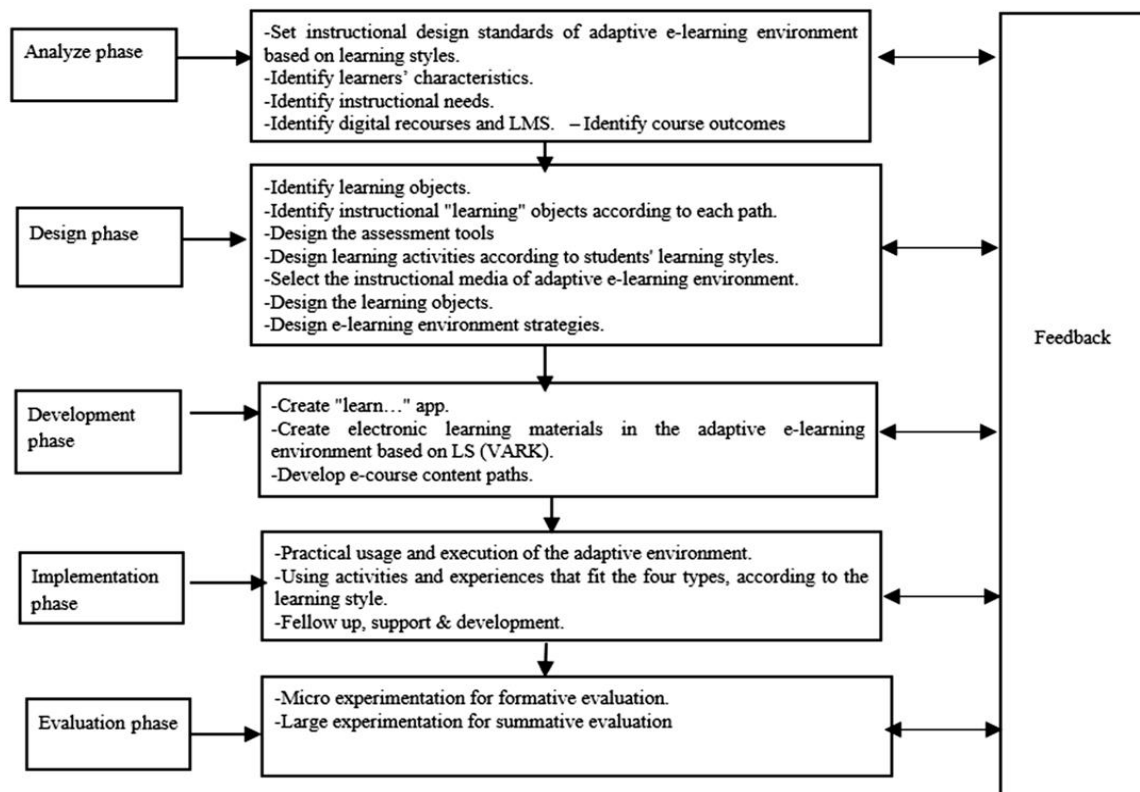 Analyze phase
-Set instructional design standards of adaptive e-learning environment
based on learning styles.
-Identify learners' characteristics.
-Identify instructional needs.
-Identify digital recourses and LMS. – Identify course outcomes
Design phase
-Identify learning objects.
-Identify instructional "learning" objects according to each path.
-Design the assessment tools
-Design learning activities according to students' learning styles.
-Select the instructional media of adaptive e-learning environment.
-Design the learning objects.
-Design e-learning environment strategies.
Feedback
Development
phase
-Create "learn…" app.
-Create electronic learning materials in the adaptive e-learning
environment based on LS (VARK).
-Develop e-course content paths.
Implementation
phase
-Practical usage and execution of the adaptive environment.
-Using activities and experiences that fit the four types, according to the
learning style.
-Fellow up, support & development.
Evaluation phase
-Micro experimentation for formative evaluation.
-Large experimentation for summative evaluation